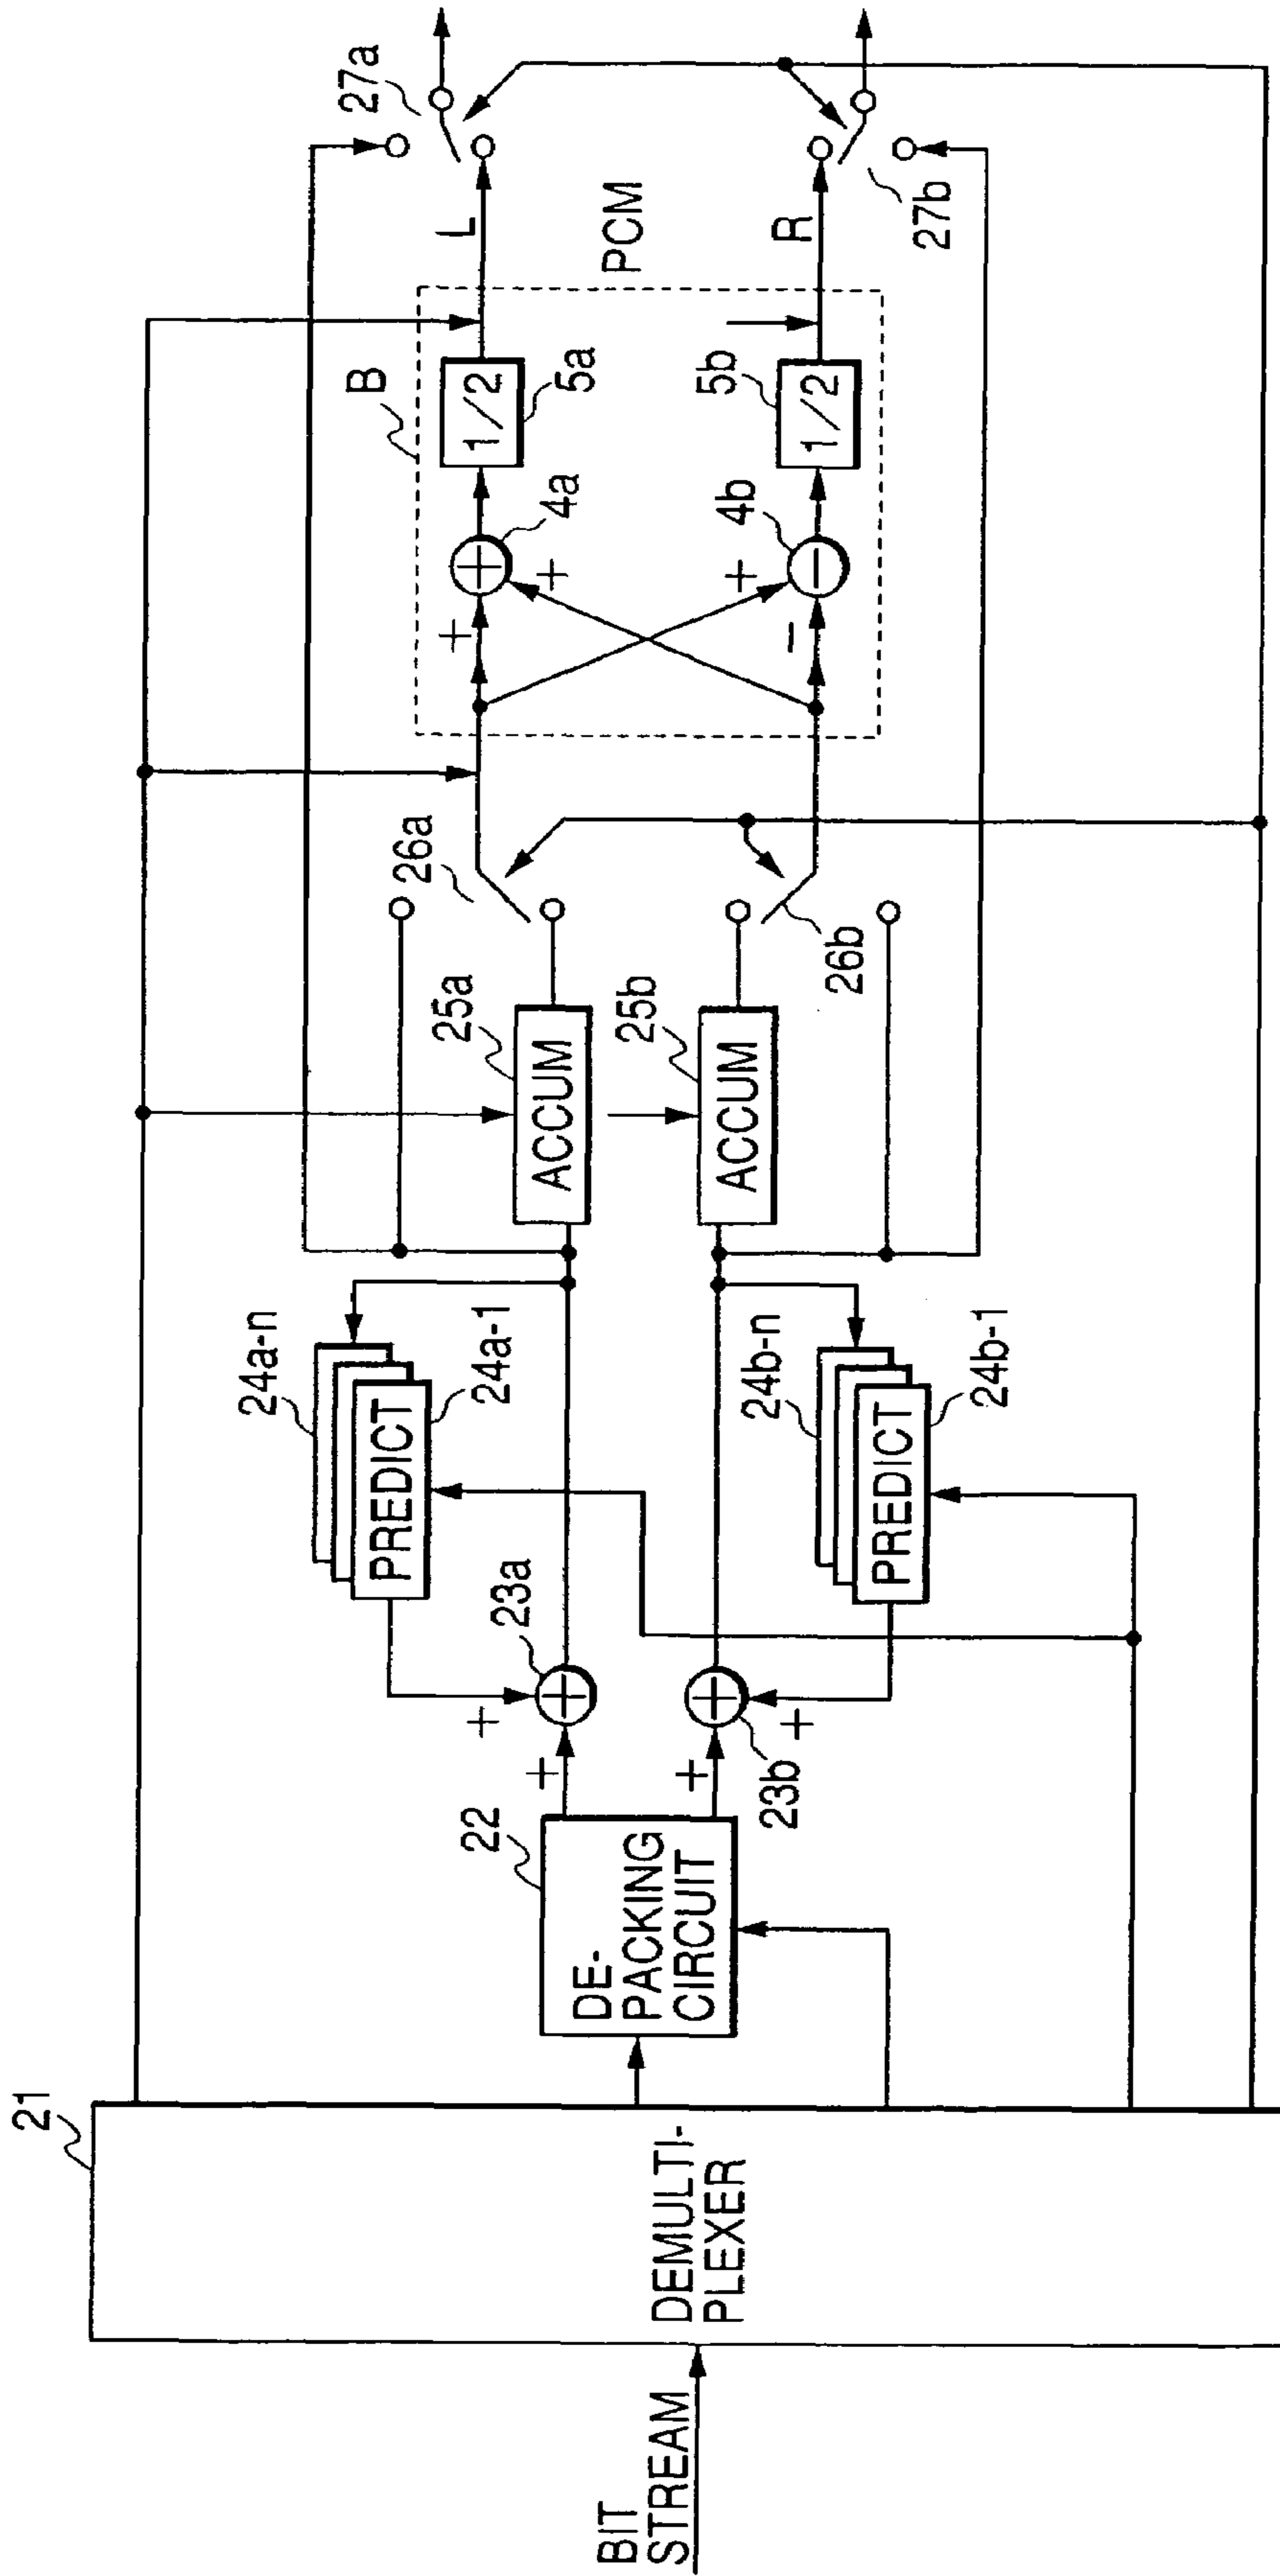 BIT
STREAM
21
DEMULTI-
PLEXER
22
DE-
PACKING
CIRCUIT
+
+
23a
+
+
23b
+
+
24a-n
PREDICT
24a-1
24b-n
PREDICT
24b-1
25a
ACCUM
25b
ACCUM
26a
26b
B
+
+
4a
+
1/2
5a
+
-
4b
-
1/2
5b
L
PCM
R
27a
27b